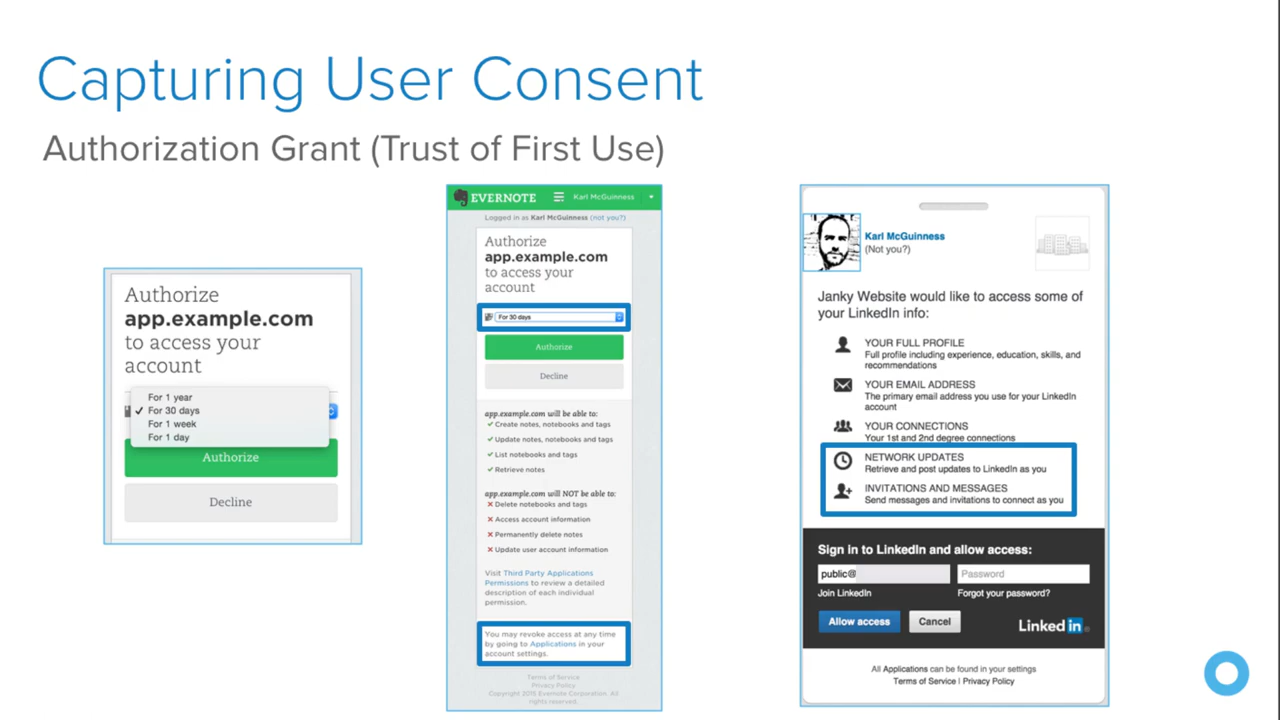 Capturing User Consent
Authorization Grant (Trust of First Use)
Authorize
app.example.com
to access your
account
For 1 year
✓ For 30 days
For 1 week
For 1 day
Authorize
Decline
EVERNOTE
Karl McGuinness
Logged in as Karl McGuinness (not you?)
Authorize
app.example.com
to access your
account
For 30 days
Authorize
Decline
app.example.com will be able to:
✓ Create notes, notebooks and tags
✓ Update notes, notebooks and tags
✓ List notebooks and tags
✓ Retrieve notes
app.example.com will NOT be able to:
✗ Delete notebooks and tags
✗ Access account information
✗ Permanently delete notes
✗ Update user account information
Visit Third Party Applications
Permissions to review a detailed
description of each individual
permission.
You may revoke access at any time
by going to Applications in your
account settings.
Terms of Service
Privacy Policy
Copyright 2015 Evernote Corporation. All
rights reserved.
Karl McGuinness
(Not you?)
Janky Website would like to access some of
your LinkedIn info:
YOUR FULL PROFILE
Full profile including experience, education, skills, and
recommendations
YOUR EMAIL ADDRESS
The primary email address you use for your LinkedIn
account
YOUR CONNECTIONS
Your 1st and 2nd degree connections
NETWORK UPDATES
Retrieve and post updates to LinkedIn as you
INVITATIONS AND MESSAGES
Send messages and invitations to connect as you
Sign in to LinkedIn and allow access:
public@
Password
Join LinkedIn
Forgot your password?
Allow access
Cancel
Linked in
All Applications can be found in your settings
Terms of Service | Privacy Policy